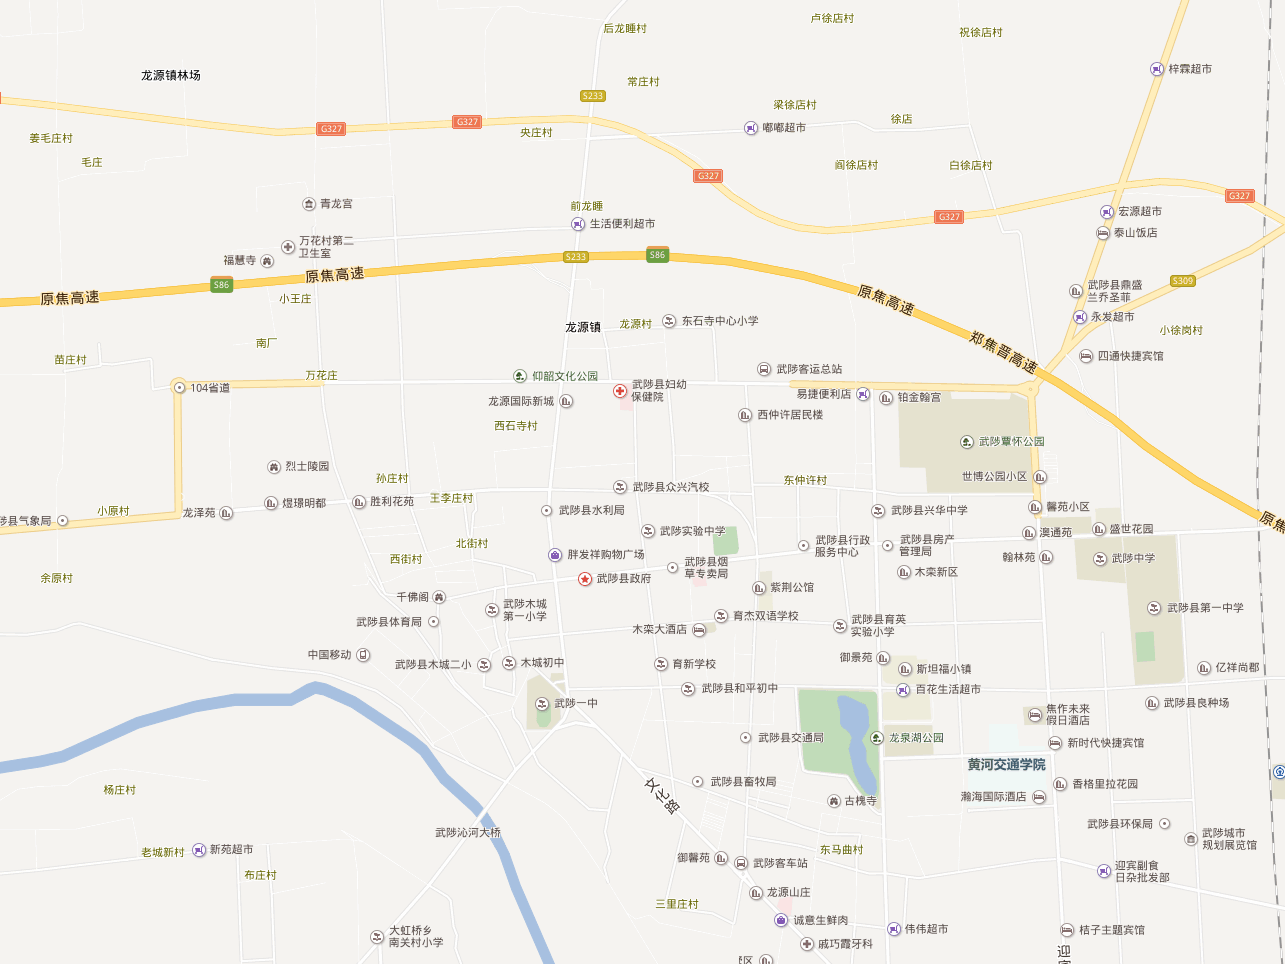 后龙睡村
卢徐店村
祝徐店村
龙源镇林场
常庄村
梓霖超市
S233
梁徐店村
G327
G327
央庄村
嘟嘟超市
徐店
姜毛庄村
毛庄
阎徐店村
白徐店村
G327
G327
青龙宫
前龙睡
生活便利超市
G327
宏源超市
泰山饭店
万花村第二
卫生室
福慧寺
S233
S86
原焦高速
S86
原焦高速
小王庄
原焦高速
S309
武陟县鼎盛
兰乔圣菲
永发超市
龙源镇
龙源村
东石寺中心小学
小徐岗村
南厂
郑焦晋高速
四通快捷宾馆
苗庄村
104省道
万花庄
仰韶文化公园
武陟县妇幼
保健院
武陟客运总站
龙源国际新城
易捷便利店
铂金翰宫
西石寺村
西仲许居民楼
武陟覃怀公园
烈士陵园
孙庄村
武陟县众兴汽校
东仲许村
世博公园小区
王李庄村
煜璟明都
胜利花苑
龙泽苑
小原村
陟县气象局
武陟县水利局
武陟县兴华中学
馨苑小区
原焦
武陟实验中学
澳通苑
盛世花园
北街村
西街村
胖发祥购物广场
武陟县行政
服务中心
武陟县房产
管理局
翰林苑
武陟中学
余原村
武陟县政府
武陟县烟
草专卖局
木栾新区
紫荆公馆
千佛阁
武陟木城
第一小学
武陟县第一中学
武陟县体育局
木栾大酒店
育杰双语学校
武陟县育英
实验小学
中国移动
武陟县木城二小
木城初中
育新学校
御景苑
斯坦福小镇
亿祥尚郡
武陟县和平初中
百花生活超市
武陟一中
武陟县良种场
焦作未来
假日酒店
武陟县交通局
龙泉湖公园
新时代快捷宾馆
黄河交通学院
杨庄村
武陟县畜牧局
香格里拉花园
文化路
古槐寺
瀚海国际酒店
武陟沁河大桥
武陟县环保局
武陟城市
规划展览馆
老城新村
新苑超市
东马曲村
御馨苑
武陟客车站
布庄村
迎宾副食
日杂批发部
龙源山庄
三里庄村
诚意生鲜肉
伟伟超市
大虹桥乡
南关村小学
戚巧霞牙科
桔子主题宾馆
迎
区